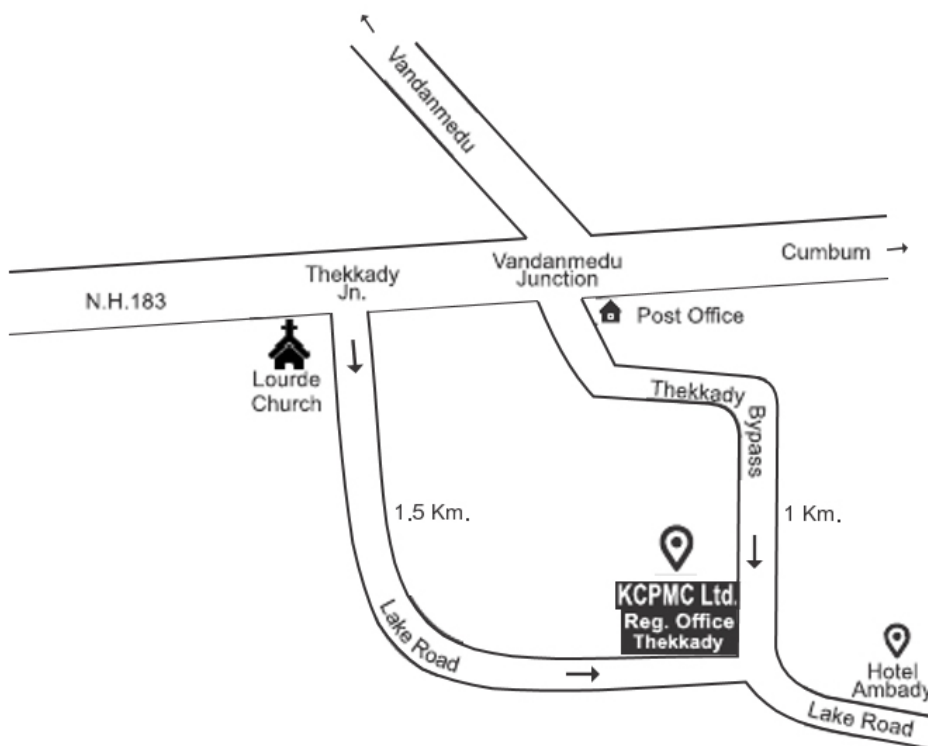 Vandanmedu
Cumbum
Vandanmedu
Junction
Thekkady
Jn.
N.H.183
Post Office
Lourde
Church
Thekkady
Bypass
1.5 Km.
1 Km.
KCPMC Ltd.
Reg. Office
Thekkady
Lake Road
Hotel
Ambady
Lake Road